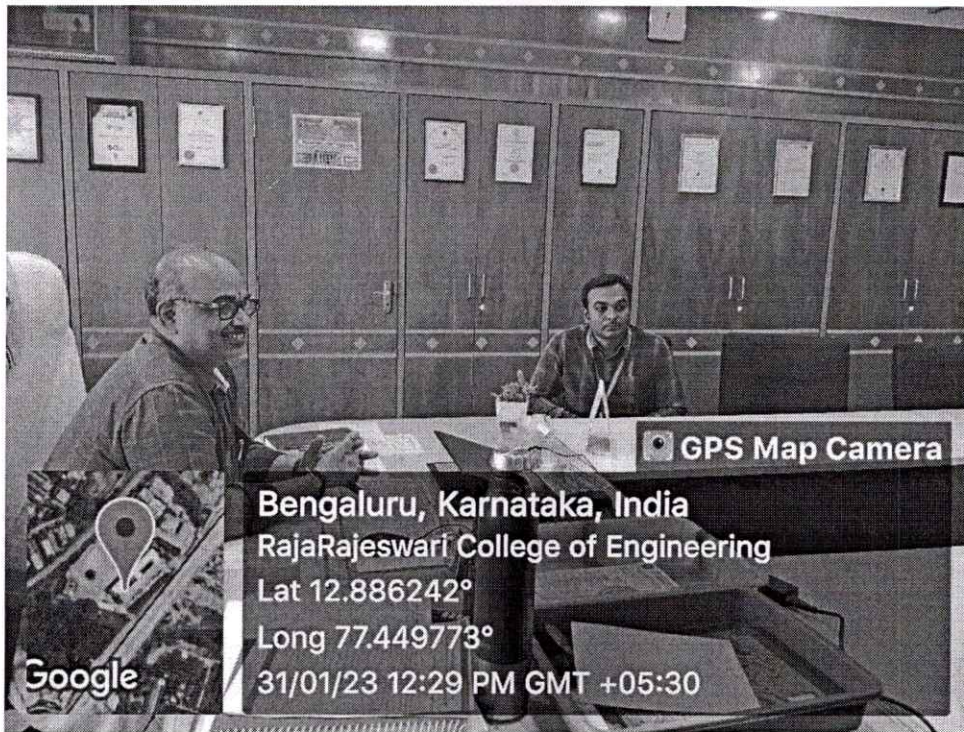 GPS Map Camera
Bengaluru, Karnataka, India
RajaRajeswari College of Engineering
Lat 12.886242°
Long 77.449773°
31/01/23 12:29 PM GMT +05:30
Google